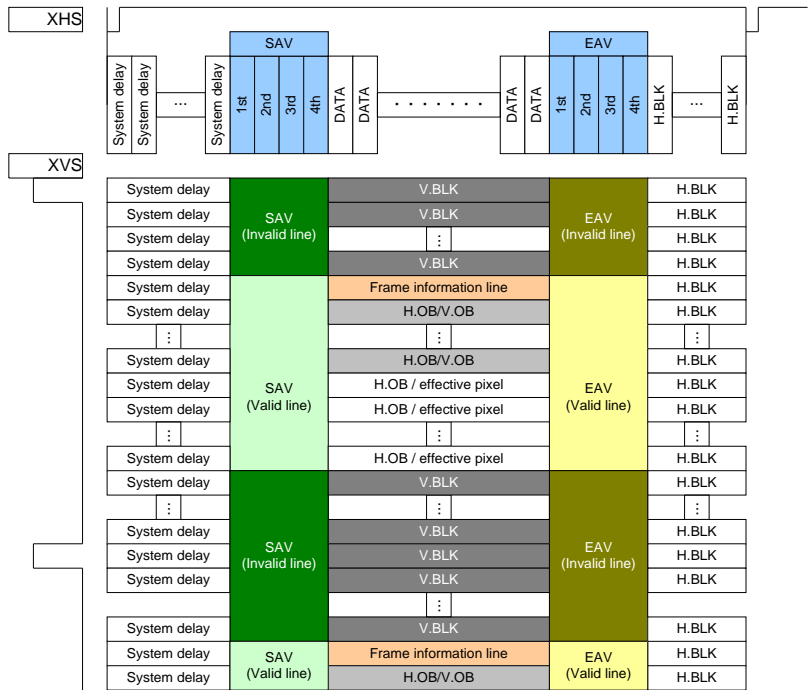 XHS
SAV
EAV
System delay
System delay
...
System delay
1st
2nd
3rd
4th
DATA
DATA
. . . . . . .
DATA
DATA
1st
2nd
3rd
4th
H.BLK
...
H.BLK
XVS
System delay
SAV
(Invalid line)
V.BLK
EAV
(Invalid line)
H.BLK
System delay
V.BLK
H.BLK
System delay
...
H.BLK
System delay
V.BLK
H.BLK
System delay
Frame information line
H.BLK
System delay
H.OB/V.OB
H.BLK
...
...
...
System delay
H.OB/V.OB
H.BLK
System delay
SAV
(Valid line)
H.OB / effective pixel
EAV
(Valid line)
H.BLK
System delay
H.OB / effective pixel
H.BLK
...
...
...
System delay
H.OB / effective pixel
H.BLK
System delay
V.BLK
H.BLK
...
...
...
System delay
V.BLK
H.BLK
System delay
SAV
(Invalid line)
V.BLK
EAV
(Invalid line)
H.BLK
System delay
V.BLK
H.BLK
...
System delay
V.BLK
H.BLK
System delay
SAV
(Valid line)
Frame information line
EAV
(Valid line)
H.BLK
System delay
H.OB/V.OB
H.BLK